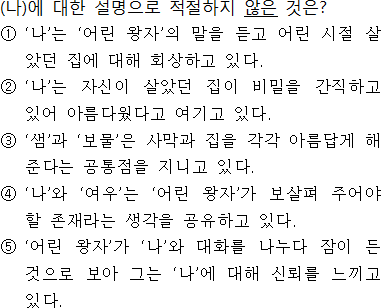 (나)에 대한 설명으로 적절하지 않은 것은?
① ‘나’는 ‘어린 왕자’의 말을 듣고 어린 시절 살
았던 집에 대해 회상하고 있다.
② ‘나’는 자신이 살았던 집이 비밀을 간직하고
있어 아름다웠다고 여기고 있다.
③ ‘샘’과 ‘보물’은 사막과 집을 각각 아름답게 해
준다는 공통점을 지니고 있다.
④ ‘나’와 ‘여우’는 ‘어린 왕자’가 보살펴 주어야
할 존재라는 생각을 공유하고 있다.
⑤ ‘어린 왕자’가 ‘나’와 대화를 나누다 잠이 든
것으로 보아 그는 ‘나’에 대해 신뢰를 느끼고
있다.